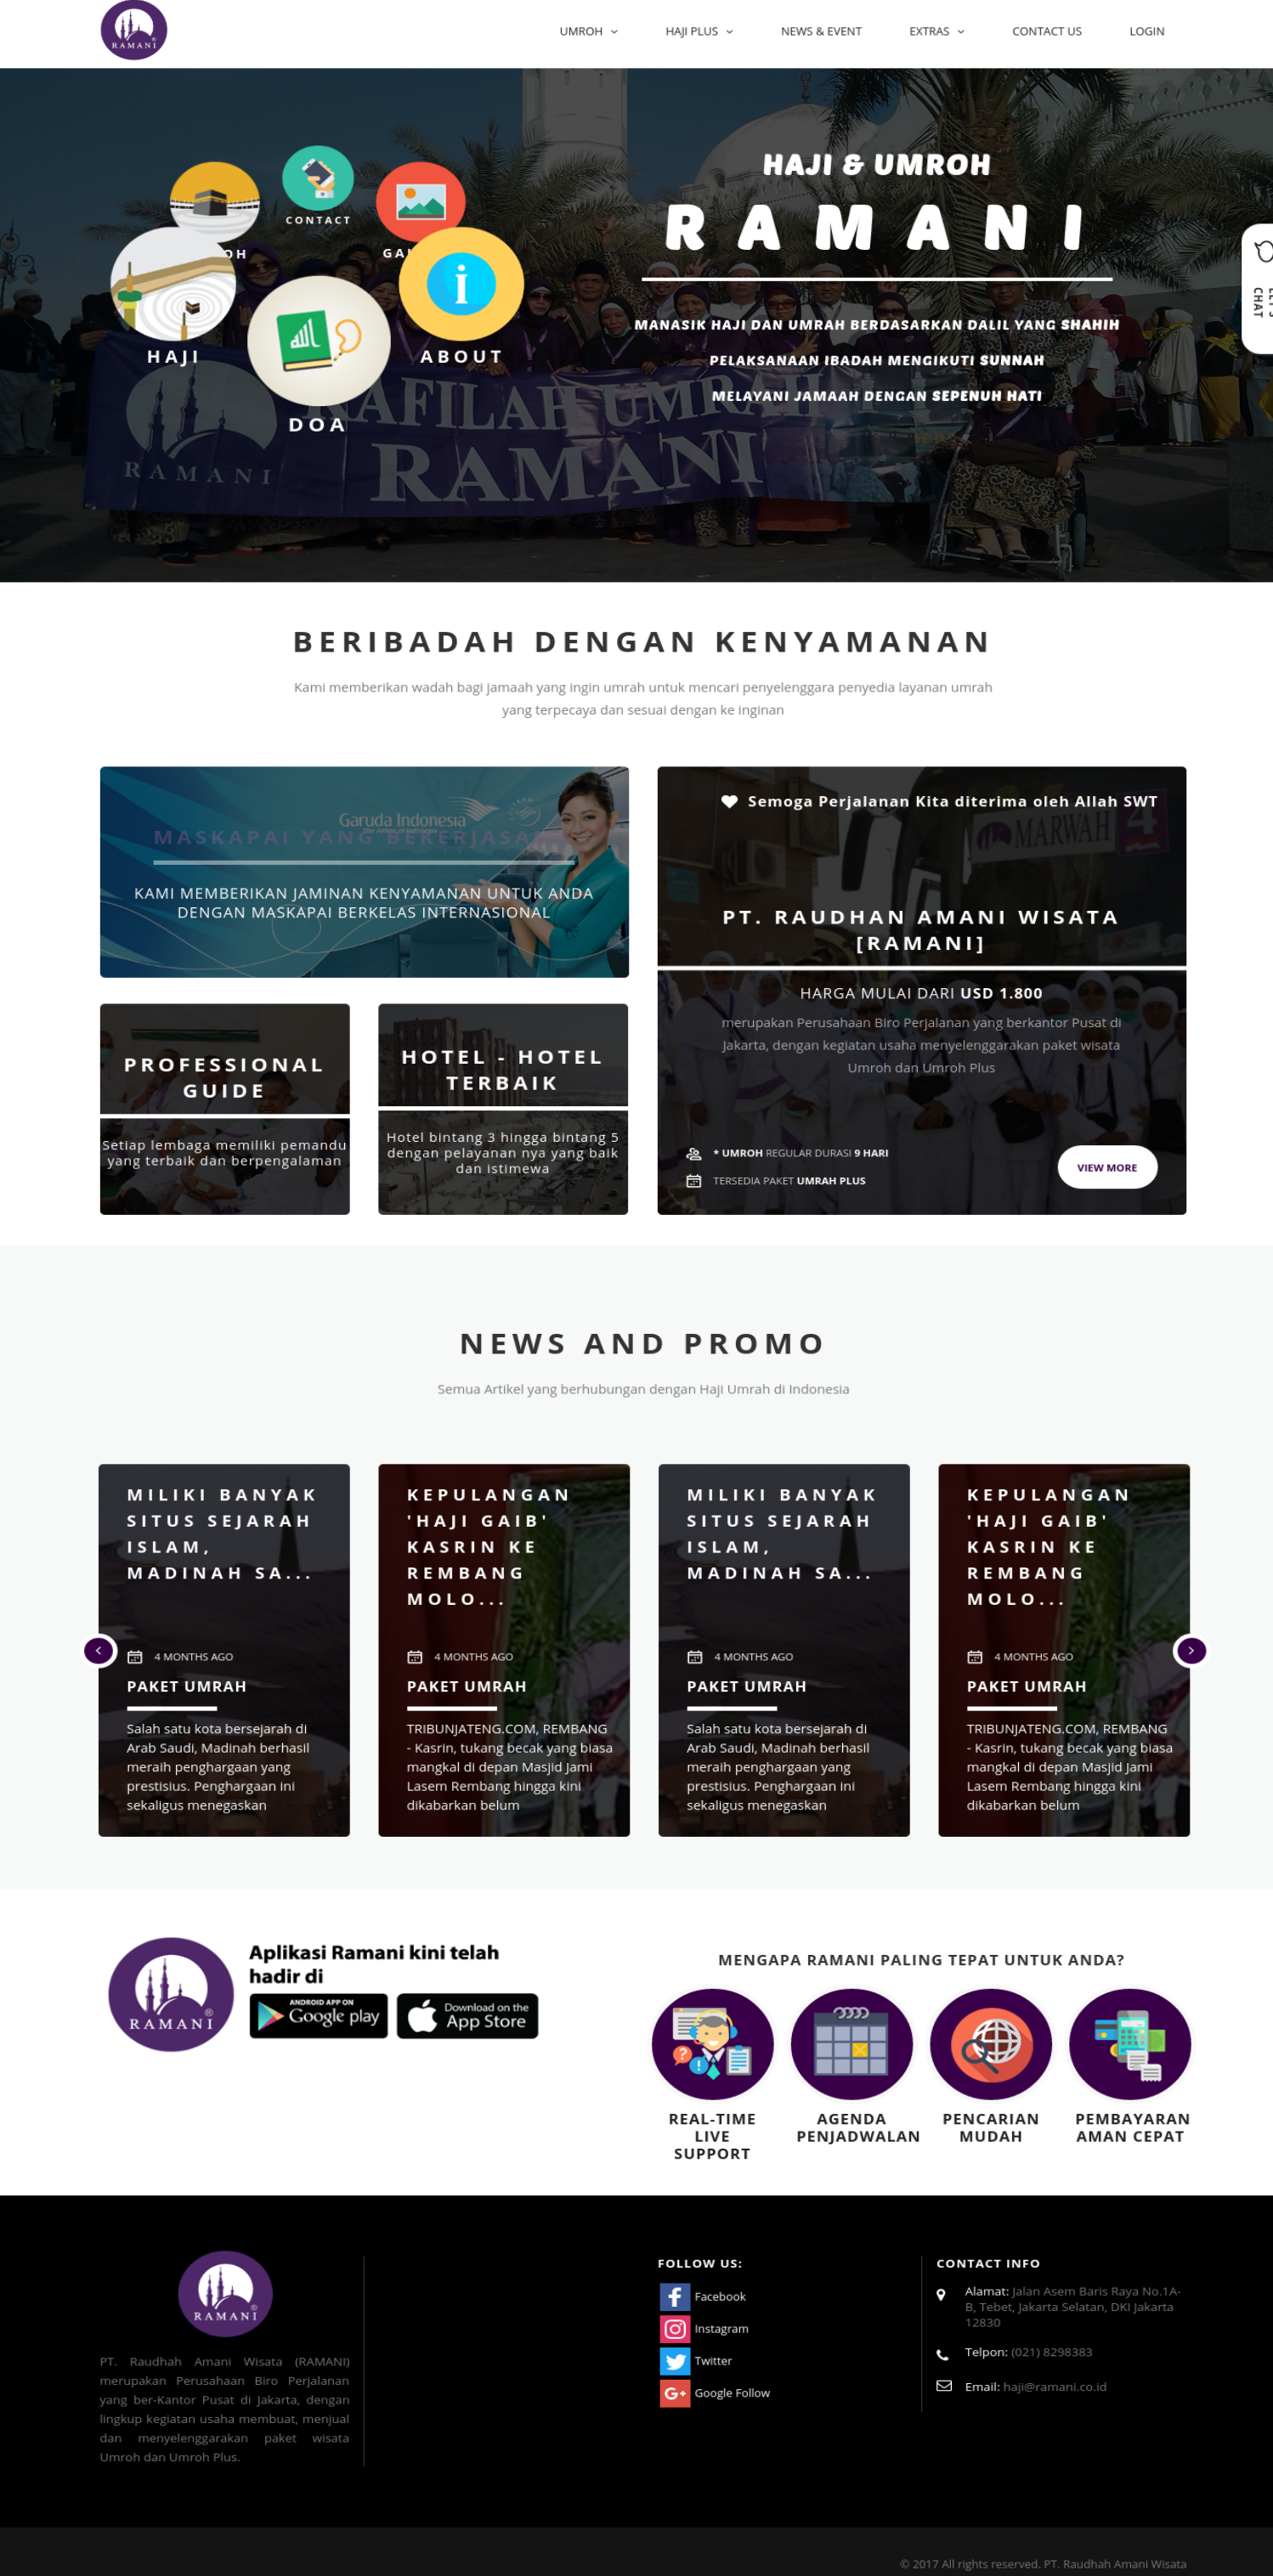 RAMANI
UMROH
HAJI PLUS
NEWS & EVENT
EXTRAS
CONTACT US
LOGIN
CONTACT
HAJI
DOA
ABOUT
HAJI & UMROH
RAMANI
MANASIK HAJI DAN UMRAH BERDASARKAN DALIL YANG SHAHIH
PELAKSANAAN IBADAH MENGIKUTI SUNNAH
MELAYANI JAMAAH DENGAN SEPENUH HATI
CHAT
RAMANI
RAMANI
BERIBADAH DENGAN KENYAMANAN
Kami memberikan wadah bagi jamaah yang ingin umrah untuk mencari penyelenggara penyedia layanan umrah
yang terpecaya dan sesuai dengan ke inginan
Garuda Indonesia
The Airline of Indonesia
MASKAPAI YANG BEKERJASAMA
KAMI MEMBERIKAN JAMINAN KENYAMANAN UNTUK ANDA
DENGAN MASKAPAI BERKELAS INTERNASIONAL
PROFESSIONAL
GUIDE
Setiap lembaga memiliki pemandu
yang terbaik dan berpengalaman
HOTEL - HOTEL
TERBAIK
Hotel bintang 3 hingga bintang 5
dengan pelayanan nya yang baik
dan istimewa
Semoga Perjalanan Kita diterima oleh Allah SWT
MARWAH 4
PT. RAUDHAN AMANI WISATA
[RAMANI]
HARGA MULAI DARI USD 1.800
merupakan Perusahaan Biro Perjalanan yang berkantor Pusat di
Jakarta, dengan kegiatan usaha menyelenggarakan paket wisata
Umroh dan Umroh Plus
* UMROH REGULAR DURASI 9 HARI
TERSEDIA PAKET UMRAH PLUS
VIEW MORE
NEWS AND PROMO
Semua Artikel yang berhubungan dengan Haji Umrah di Indonesia
MILIKI BANYAK
SITUS SEJARAH
ISLAM,
MADINAH SA...
4 MONTHS AGO
PAKET UMRAH
Salah satu kota bersejarah di
Arab Saudi, Madinah berhasil
meraih penghargaan yang
prestisius. Penghargaan ini
sekaligus menegaskan
KEPULANGAN
'HAJI GAIB'
KASRIN KE
REMBANG
MOLO...
4 MONTHS AGO
PAKET UMRAH
TRIBUNJATENG.COM, REMBANG
- Kasrin, tukang becak yang biasa
mangkal di depan Masjid Jami
Lasem Rembang hingga kini
dikabarkan belum
MILIKI BANYAK
SITUS SEJARAH
ISLAM,
MADINAH SA...
4 MONTHS AGO
PAKET UMRAH
Salah satu kota bersejarah di
Arab Saudi, Madinah berhasil
meraih penghargaan yang
prestisius. Penghargaan ini
sekaligus menegaskan
KEPULANGAN
'HAJI GAIB'
KASRIN KE
REMBANG
MOLO...
4 MONTHS AGO
PAKET UMRAH
TRIBUNJATENG.COM, REMBANG
- Kasrin, tukang becak yang biasa
mangkal di depan Masjid Jami
Lasem Rembang hingga kini
dikabarkan belum
RAMANI
Aplikasi Ramani kini telah
hadir di
ANDROID APP ON
Google play
Download on the
App Store
MENGAPA RAMANI PALING TEPAT UNTUK ANDA?
REAL-TIME
LIVE
SUPPORT
AGENDA
PENJADWALAN
PENCARIAN
MUDAH
PEMBAYARAN
AMAN CEPAT
RAMANI
PT. Raudhah Amani Wisata (RAMANI)
merupakan Perusahaan Biro Perjalanan
yang ber-Kantor Pusat di Jakarta, dengan
lingkup kegiatan usaha membuat, menjual
dan menyelenggarakan paket wisata
Umroh dan Umroh Plus.
FOLLOW US:
Facebook
Instagram
Twitter
Google Follow
CONTACT INFO
Alamat: Jalan Asem Baris Raya No.1A-
B, Tebet, Jakarta Selatan, DKI Jakarta
12830
Telpon: (021) 8298383
Email: haji@ramani.co.id
© 2017 All rights reserved. PT. Raudhah Amani Wisata